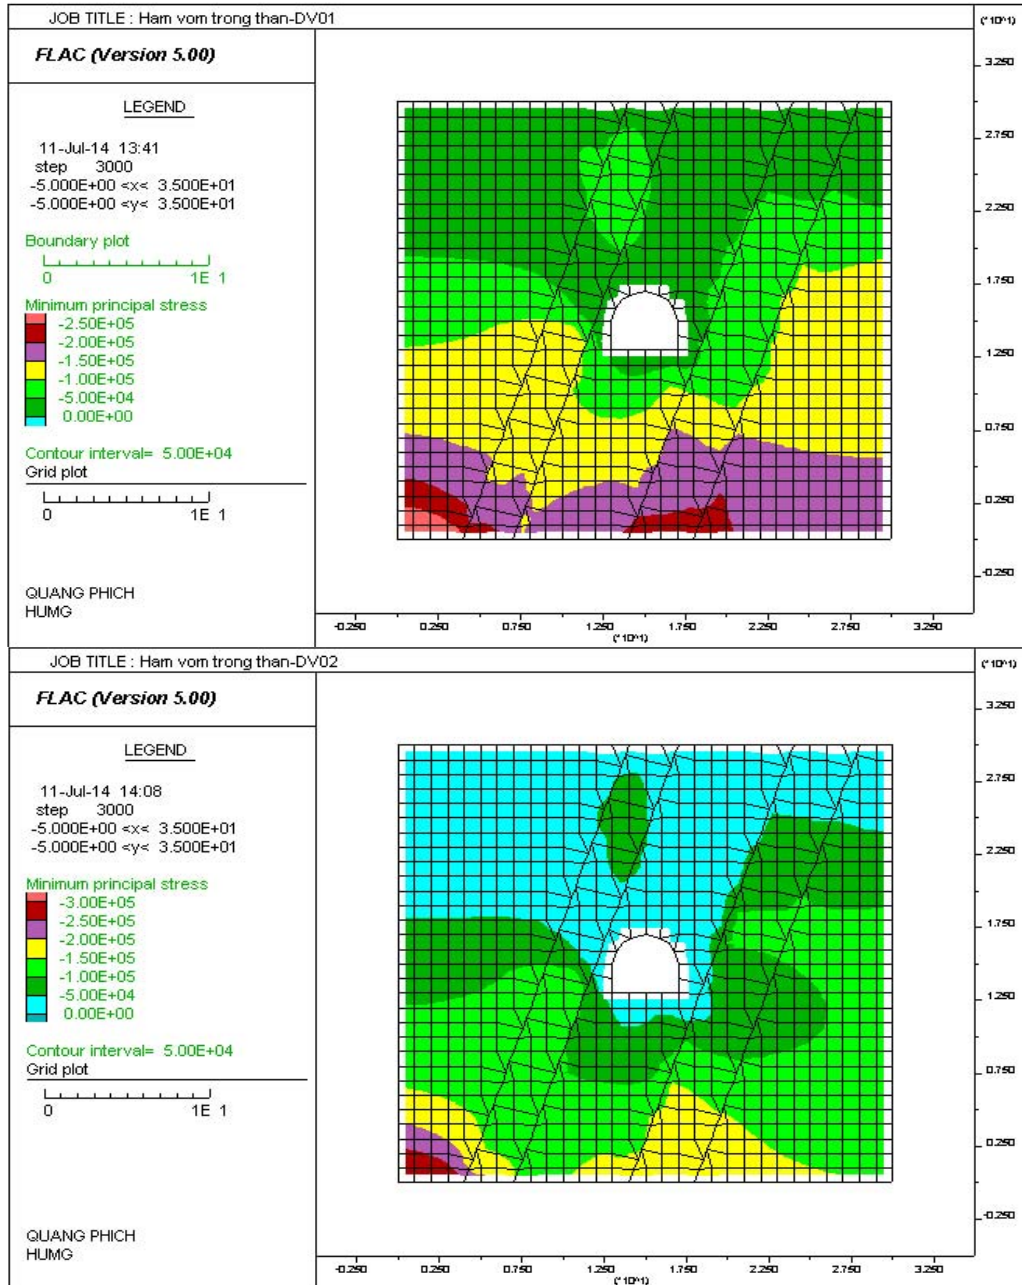 JOB TITLE : Ham vom trong than-DV01
(*10^1)
FLAC (Version 5.00)
LEGEND
11-Jul-14 13:41
step 3000
-5.000E+00 <x< 3.500E+01
-5.000E+00 <y< 3.500E+01
Boundary plot
0 1E 1
Minimum principal stress
-2.50E+05
-2.00E+05
-1.50E+05
-1.00E+05
-5.00E+04
0.00E+00
Contour interval= 5.00E+04
Grid plot
0 1E 1
QUANG PHICH
HUMG
3.250
2.750
2.250
1.750
1.250
0.750
0.250
-0.250
-0.250 0.250 0.750 1.250 1.750 2.250 2.750 3.250
(*10^1)
JOB TITLE : Ham vom trong than-DV02
(*10^1)
FLAC (Version 5.00)
LEGEND
11-Jul-14 14:08
step 3000
-5.000E+00 <x< 3.500E+01
-5.000E+00 <y< 3.500E+01
Minimum principal stress
-3.00E+05
-2.50E+05
-2.00E+05
-1.50E+05
-1.00E+05
-5.00E+04
0.00E+00
Contour interval= 5.00E+04
Grid plot
0 1E 1
QUANG PHICH
HUMG
3.250
2.750
2.250
1.750
1.250
0.750
0.250
-0.250
-0.250 0.250 0.750 1.250 1.750 2.250 2.750 3.250
(*10^1)